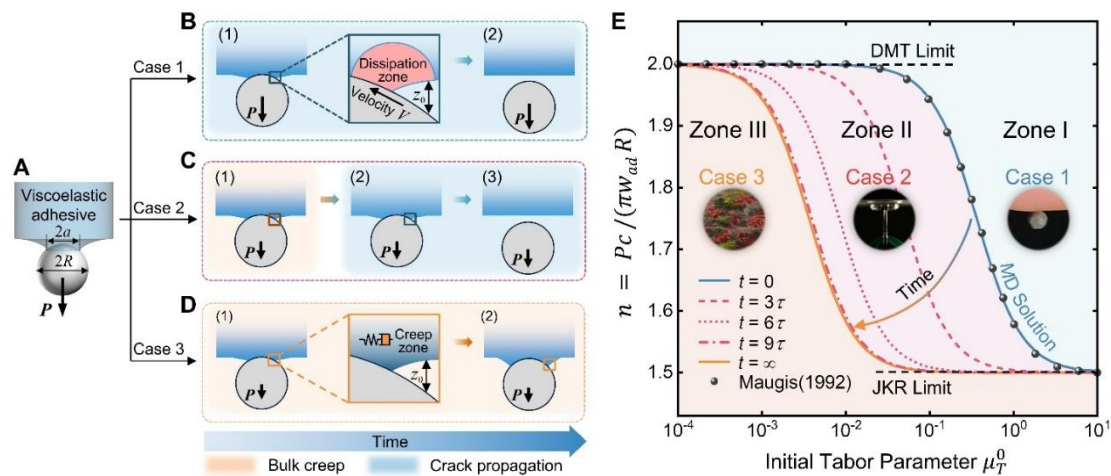 A
Viscoelastic
adhesive
2a
2R
P
Case 1
Case 2
Case 3
B
(1)
P
Dissipation
zone
Velocity V
z₀
(2)
P
C
(1)
P
(2)
P
(3)
P
D
(1)
P
Creep
zone
z₀
(2)
P
Time
Bulk creep
Crack propagation
E
n = Pc /(πw_ad R)
2.0
1.9
1.8
1.7
1.6
1.5
DMT Limit
Zone III
Zone II
Zone I
Case 3
Case 2
Case 1
Time
MD Solution
t = 0
t = 3τ
t = 6τ
t = 9τ
t = ∞
Maugis(1992)
JKR Limit
10⁻⁴
10⁻³
10⁻²
10⁻¹
10⁰
10¹
Initial Tabor Parameter μ_T⁰